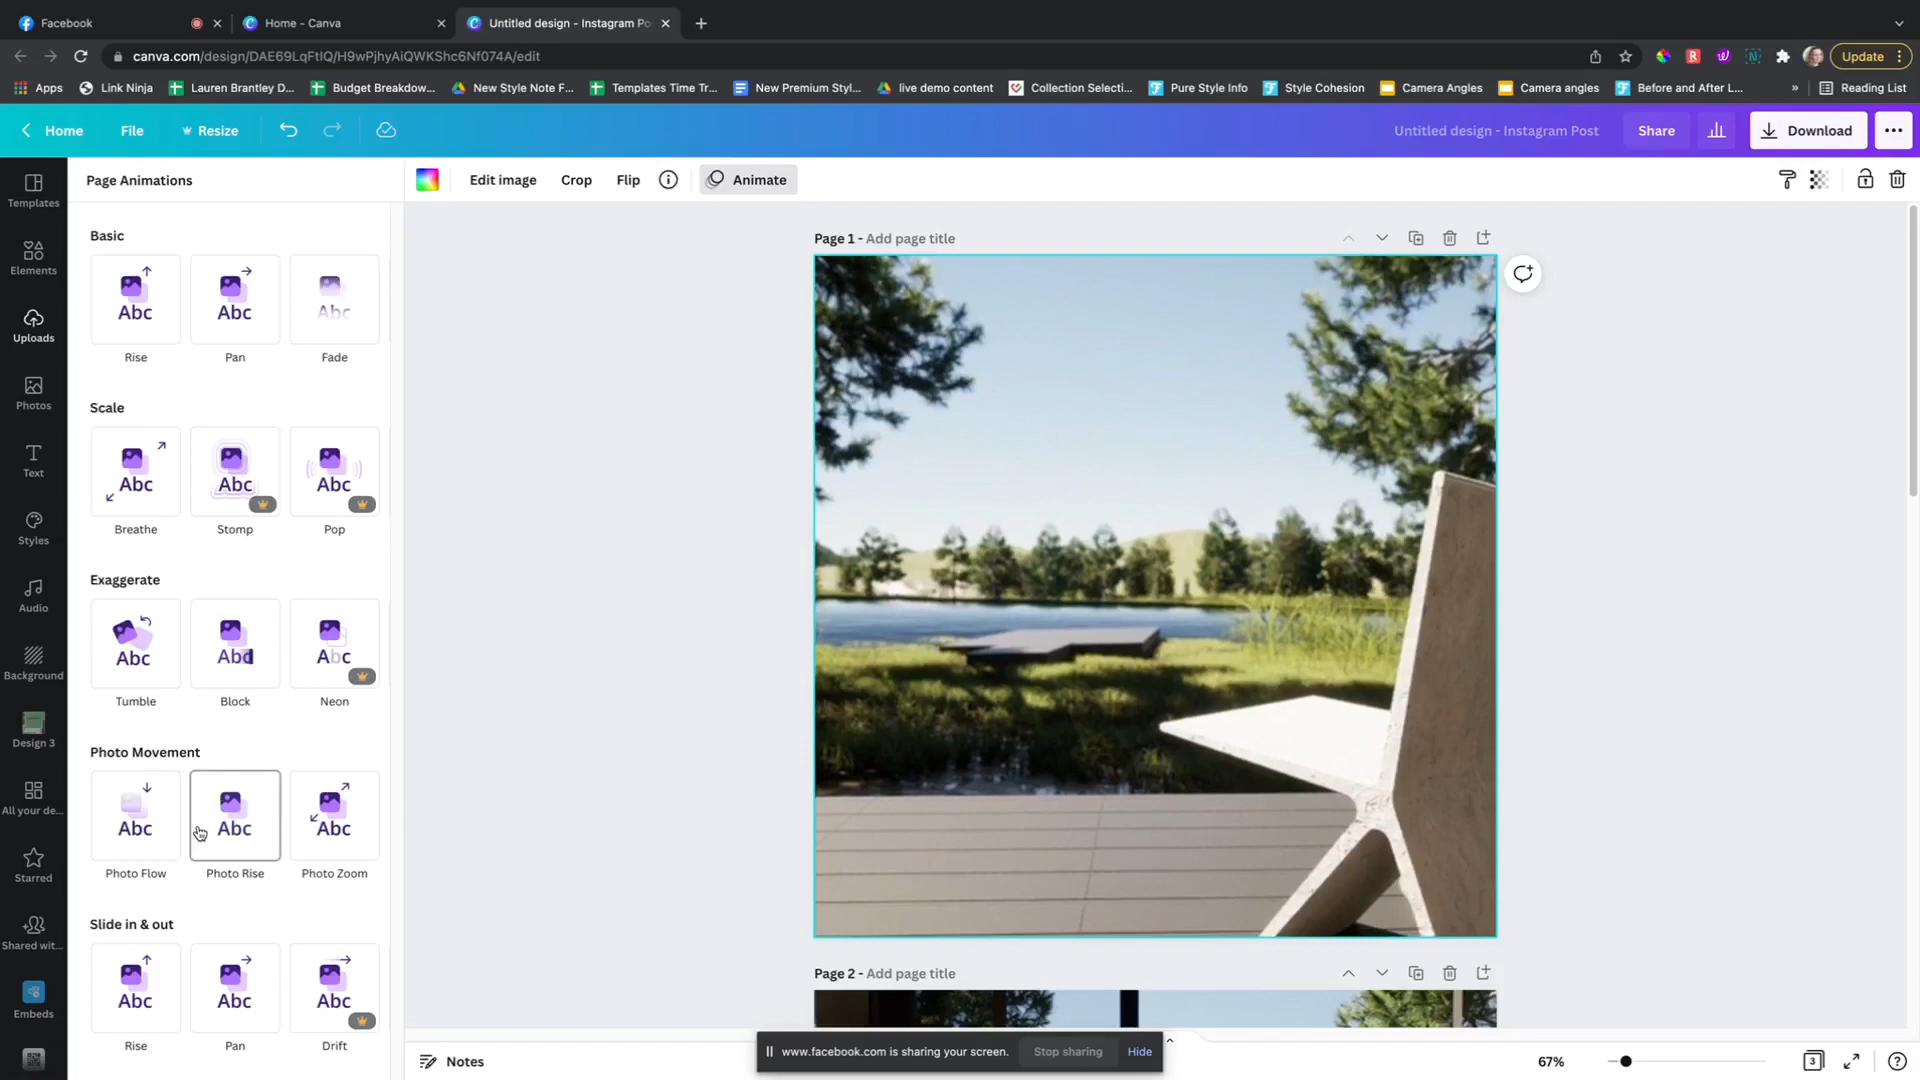 Facebook
Home - Canva
Untitled design - Instagram Po
canva.com/design/DAE69LqFtIQ/H9wPjhyAiQWKShc6Nf074A/edit
Update
Apps
Link Ninja
Lauren Brantley D...
Budget Breakdow...
New Style Note F...
Templates Time Tr...
New Premium Styl...
live demo content
Collection Selecti...
Pure Style Info
Style Cohesion
Camera Angles
Camera angles
Before and After L...
»
Reading List
Home
File
Resize
Untitled design - Instagram Post
Share
Download
Page Animations
Edit image
Crop
Flip
Animate
Templates
Elements
Uploads
Photos
Text
Styles
Audio
Background
Design 3
All your de...
Starred
Shared wit...
Embeds
Basic
Abc
Abc
Abc
Rise
Pan
Fade
Scale
Abc
Abc
Abc
Breathe
Stomp
Pop
Exaggerate
Abc
Abc
Abc
Tumble
Block
Neon
Photo Movement
Abc
Abc
Abc
Photo Flow
Photo Rise
Photo Zoom
Slide in & out
Abc
Abc
Abc
Rise
Pan
Drift
Page 1 - Add page title
Page 2 - Add page title
Notes
www.facebook.com is sharing your screen.
Stop sharing
Hide
67%
3